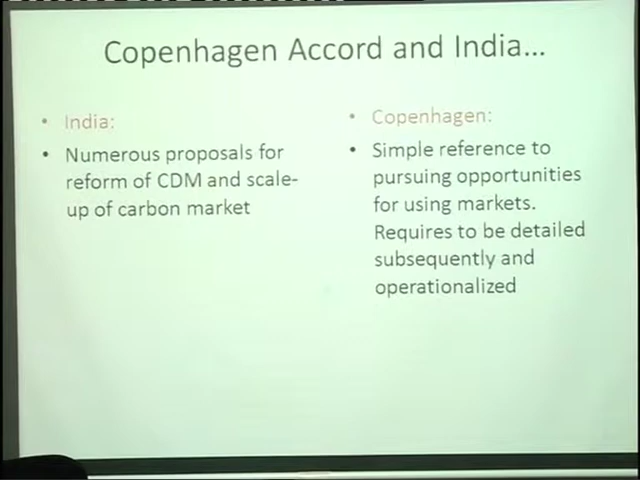 Copenhagen Accord and India...
• India:
• Numerous proposals for
reform of CDM and scale-
up of carbon market
• Copenhagen:
• Simple reference to
pursuing opportunities
for using markets.
Requires to be detailed
subsequently and
operationalized